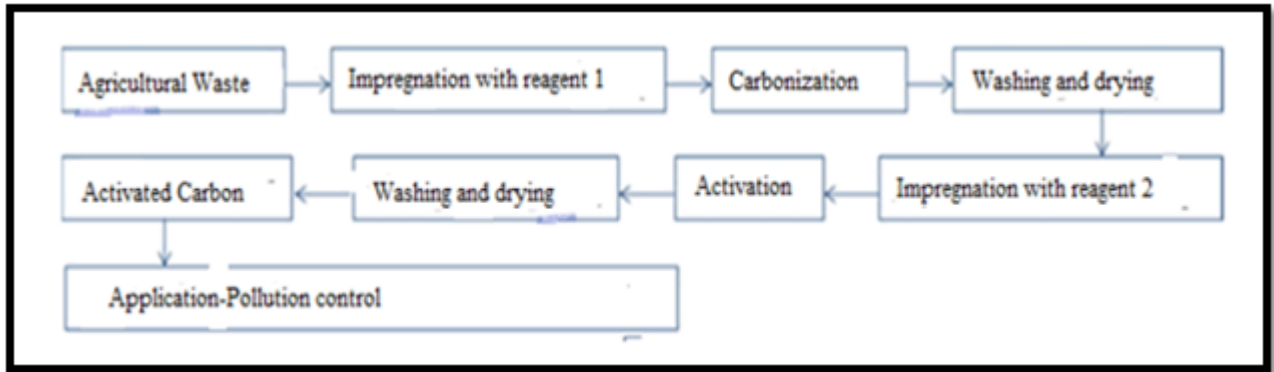 Agricultural Waste
Impregnation with reagent 1
Carbonization
Washing and drying
Impregnation with reagent 2
Activation
Washing and drying
Activated Carbon
Application-Pollution control